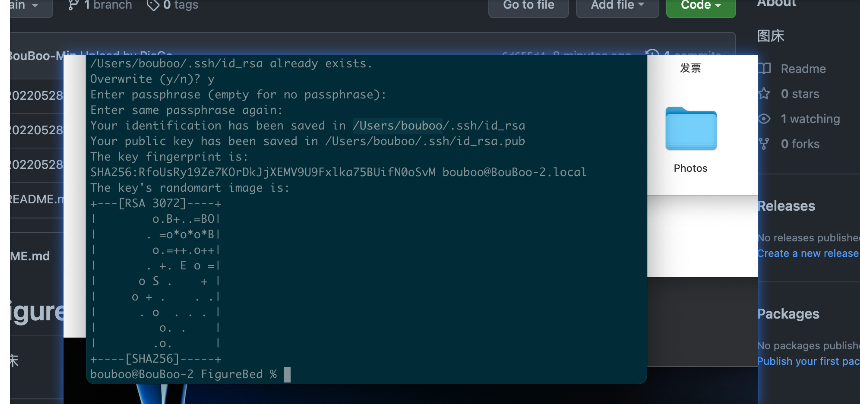 ain
1 branch
0 tags
Go to file
Add file
Code
About
BouBoo-M
/Users/bouboo/.ssh/id_rsa already exists.
Overwrite (y/n)? y
Enter passphrase (empty for no passphrase):
Enter same passphrase again:
Your identification has been saved in /Users/bouboo/.ssh/id_rsa
Your public key has been saved in /Users/bouboo/.ssh/id_rsa.pub
The key fingerprint is:
SHA256:RfoUsRy19Ze7KOrDkJjXEMV9U9Fxlka75BUifN0oSvM bouboo@BouBoo-2.local
The key's randomart image is:
+---[RSA 3072]----+
|        o.B+..=BO|
|       . =o*o*o*B|
|        o.=++.o++|
|       . +. E o =|
|      o S .    + |
|     o + .    . .|
|      . o  . . . |
|         o. .    |
|        .o.      |
+----[SHA256]-----+
bouboo@BouBoo-2 FigureBed %
20220528
20220528
20220528
README.m
ME.md
igure
床
发票
Photos
图床
Readme
0 stars
1 watching
0 forks
Releases
No releases publishe
Create a new release
Packages
No packages publishe
Publish your first pac